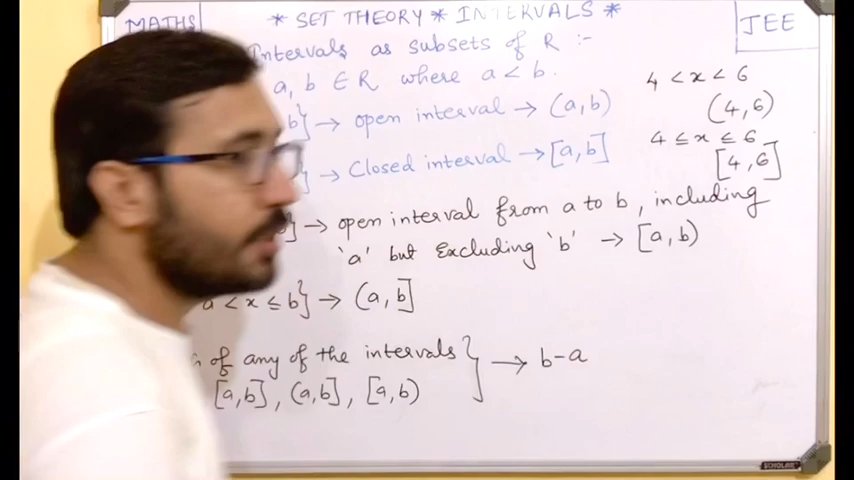 MATHS
* SET THEORY * INTERVALS *
JEE
Intervals as subsets of R :-
a, b ∈ R where a < b.
4 < x < 6
(4, 6)
b} → open interval → (a, b)
4 ≤ x ≤ 6
[4, 6]
} → Closed interval → [a, b]
} → open interval from a to b, including
'a' but Excluding 'b' → [a, b)
a < x ≤ b} → (a, b]
of any of the intervals } → b-a
[a,b], (a,b], [a,b)
SCHOLAR